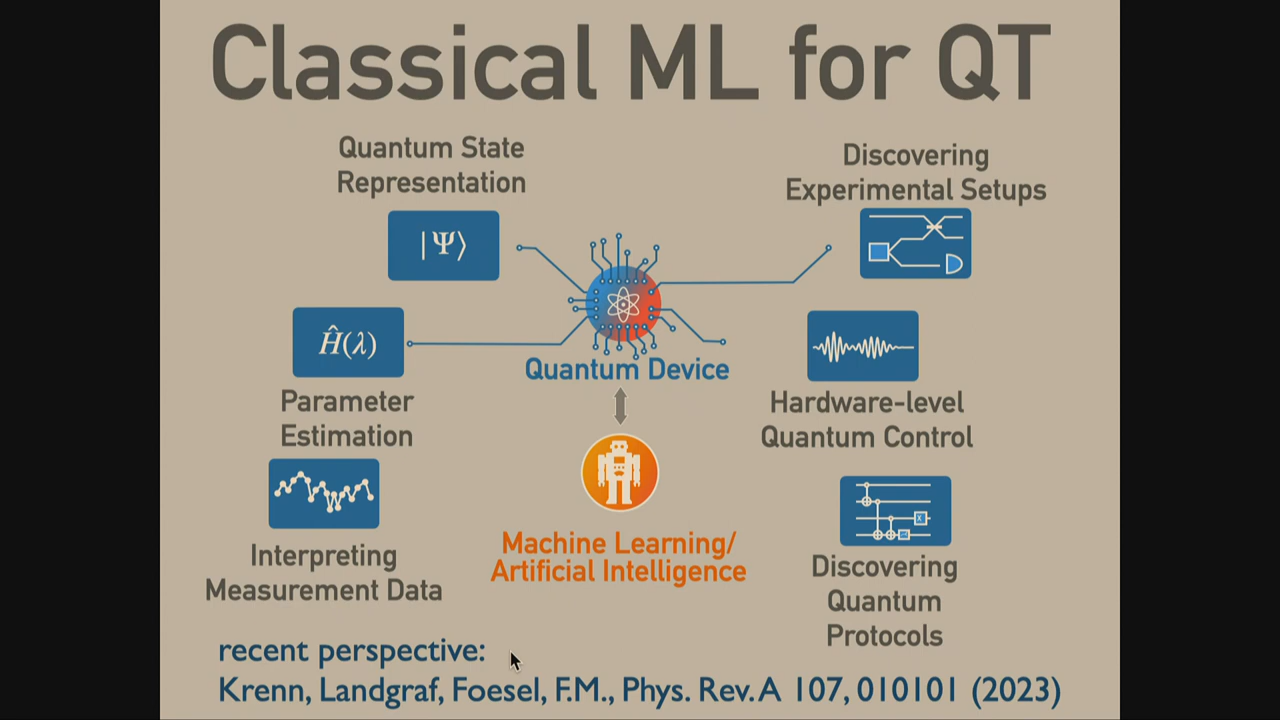 Classical ML for QT
Quantum State
Representation
|Ψ⟩
Discovering
Experimental Setups
Ĥ(λ)
Parameter
Estimation
Quantum Device
Hardware-level
Quantum Control
Interpreting
Measurement Data
Machine Learning/
Artificial Intelligence
X
Discovering
Quantum
Protocols
recent perspective:
Krenn, Landgraf, Foesel, F.M., Phys. Rev. A 107, 010101 (2023)